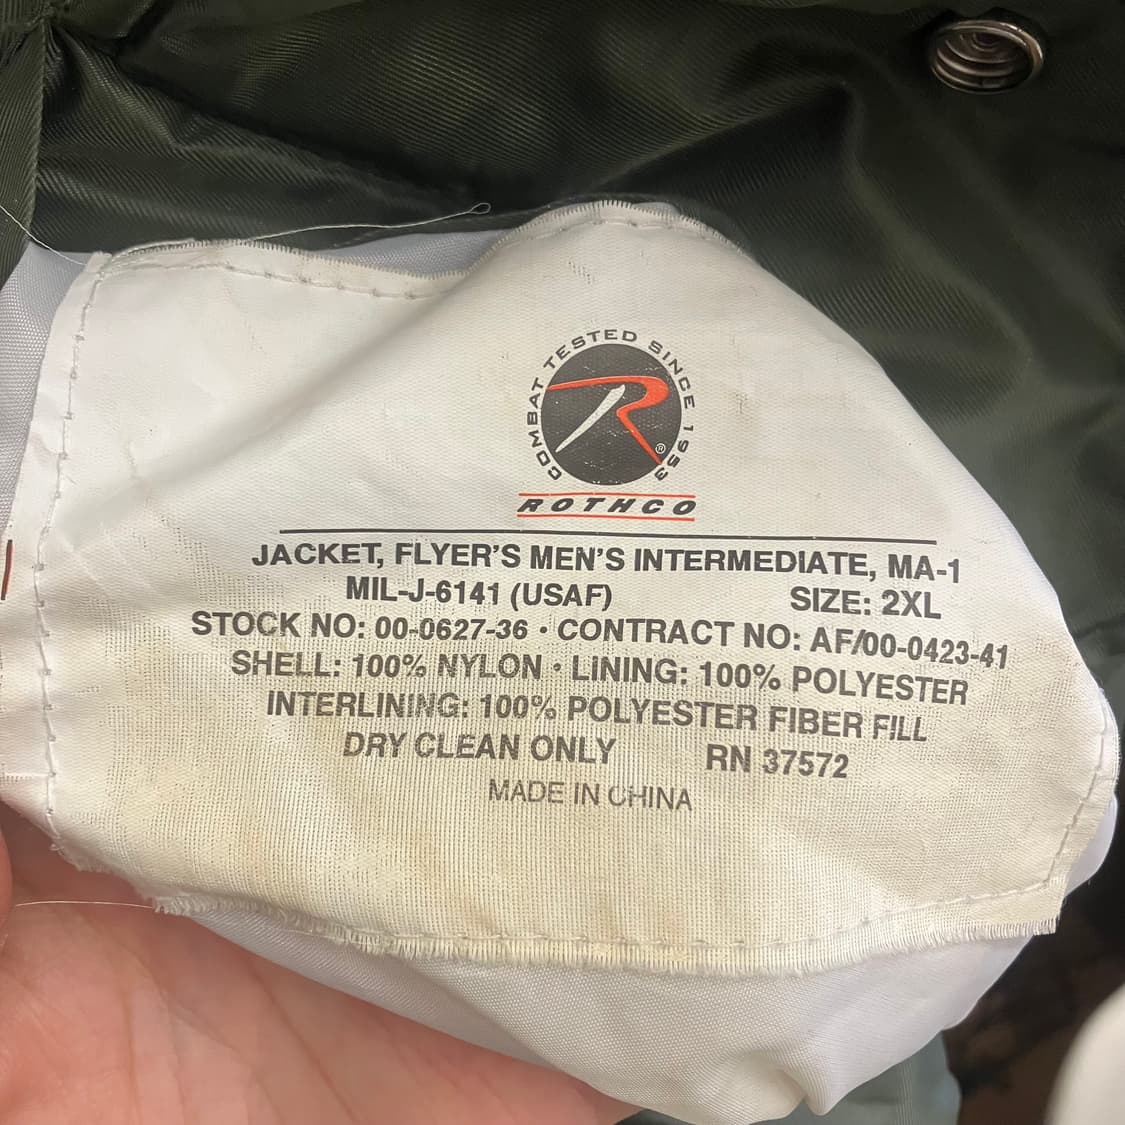 COMBAT TESTED SINCE 1953
R®
ROTHCO
JACKET, FLYER'S MEN'S INTERMEDIATE, MA-1
MIL-J-6141 (USAF) SIZE: 2XL
STOCK NO: 00-0627-36 · CONTRACT NO: AF/00-0423-41
SHELL: 100% NYLON · LINING: 100% POLYESTER
INTERLINING: 100% POLYESTER FIBER FILL
DRY CLEAN ONLY RN 37572
MADE IN CHINA